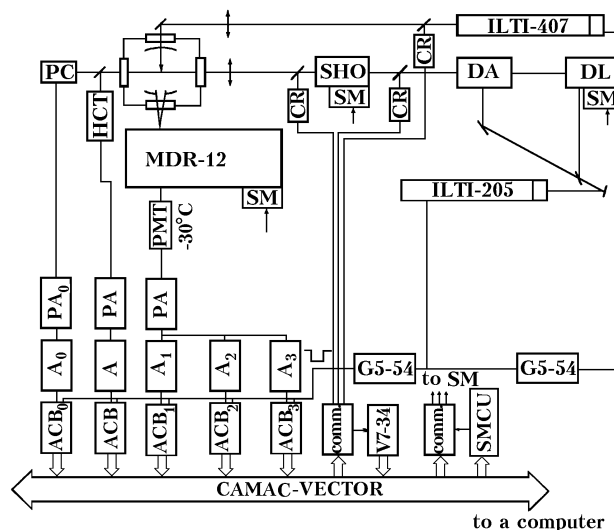 ILTI-407
PC
HCT
CR
SHO
SM
CR
CR
DA
DL
SM
MDR-12
SM
ILTI-205
PMT
-30°C
PA₀
PA
PA
A₀
A
A₁
A₂
A₃
G5-54
G5-54
to SM
ACB₀
ACB
ACB₁
ACB₂
ACB₃
comm
V7-34
comm
SMCU
CAMAC-VECTOR
to a computer